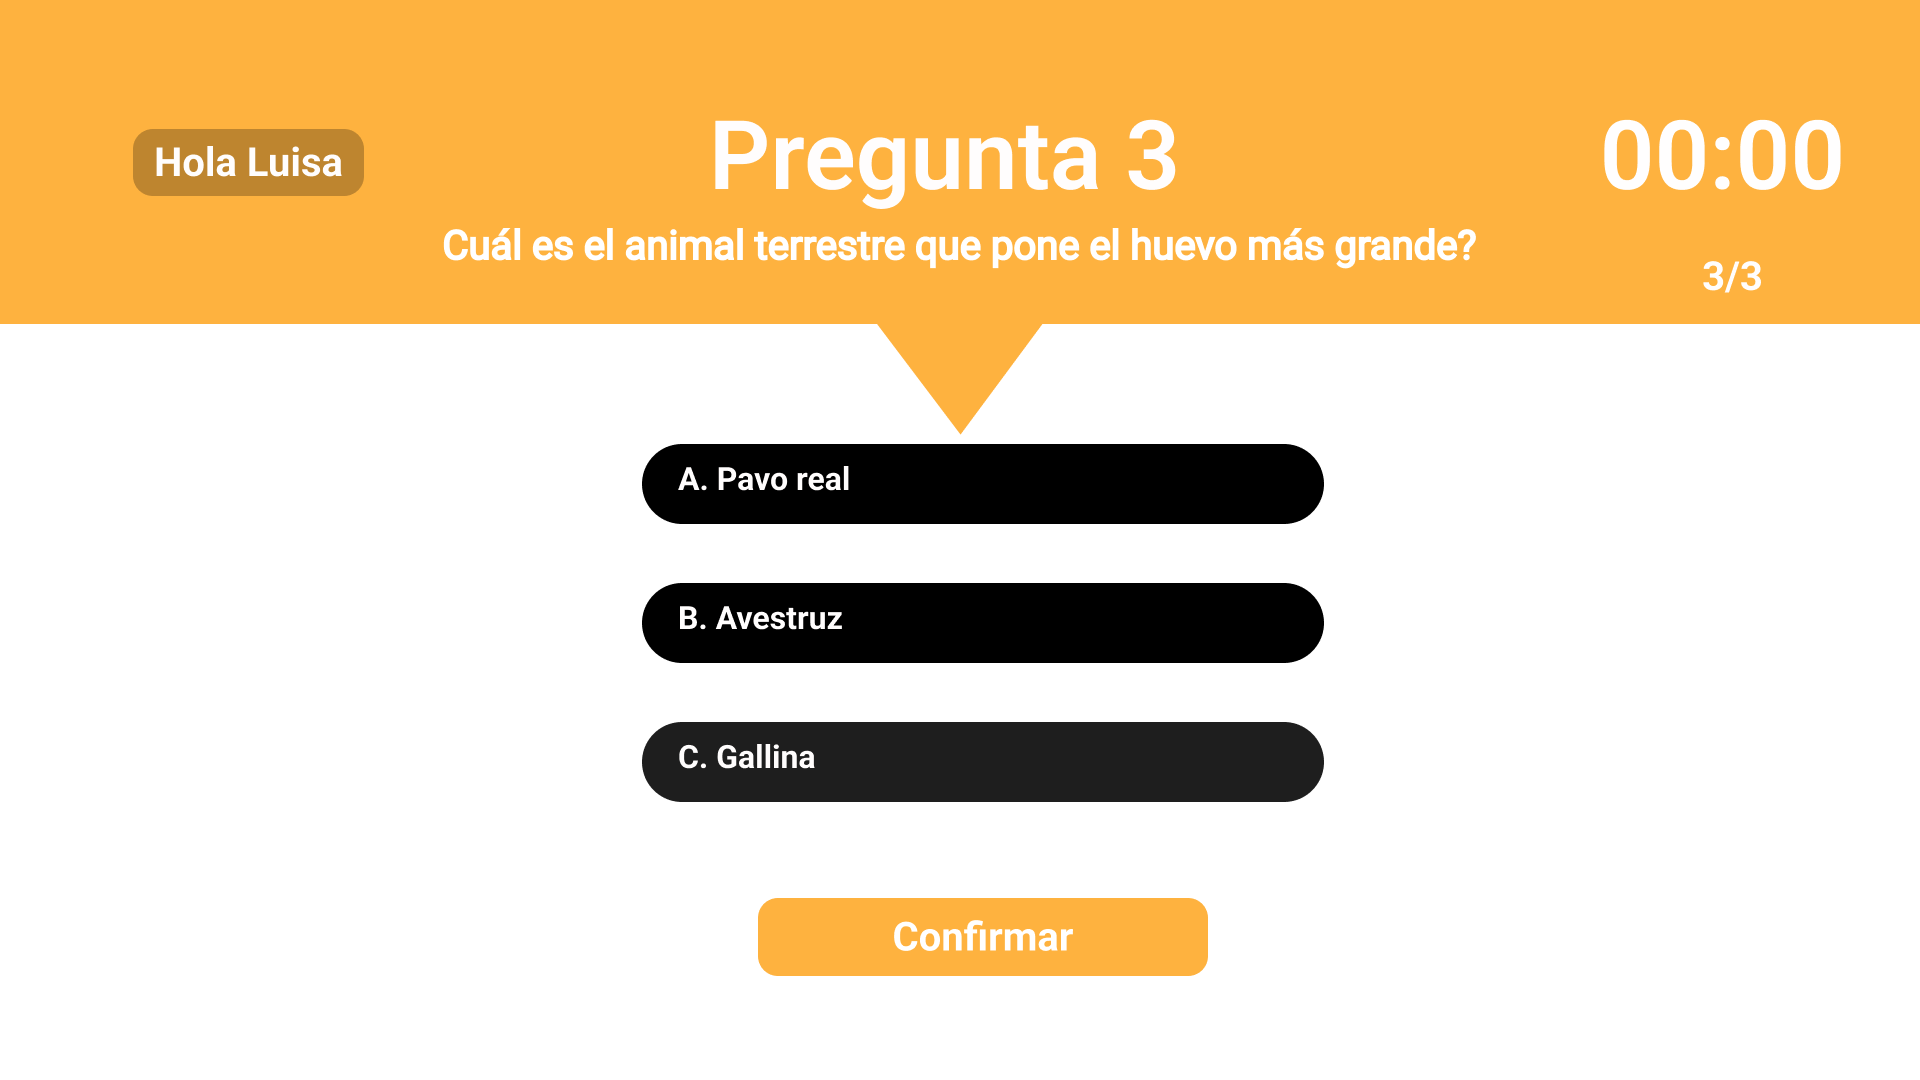 Hola Luisa
Pregunta 3
00:00
Cuál es el animal terrestre que pone el huevo más grande?
3/3
A. Pavo real
B. Avestruz
C. Gallina
Confirmar